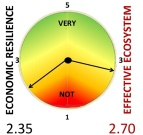 5
ECONOMIC RESILIENCE
VERY
EFFECTIVE ECOSYSTEM
3
3
NOT
1
2.35
2.70